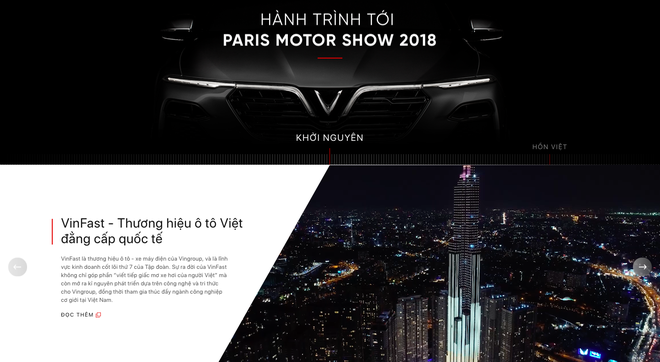 HÀNH TRÌNH TỚI
PARIS MOTOR SHOW 2018
KHỞI NGUYÊN
HỒN VIỆT
VinFast - Thương hiệu ô tô Việt
đẳng cấp quốc tế
VinFast là thương hiệu ô tô - xe máy điện của Vingroup, và là lĩnh
vực kinh doanh cốt lõi thứ 7 của Tập đoàn. Sự ra đời của VinFast
không chỉ góp phần "viết tiếp giấc mơ xe hơi của người Việt" mà
còn mở ra kỉ nguyên phát triển dựa trên công nghệ và tri thức
cho Vingroup, đồng thời tham gia thúc đẩy ngành công nghiệp
cơ giới tại Việt Nam.
ĐỌC THÊM